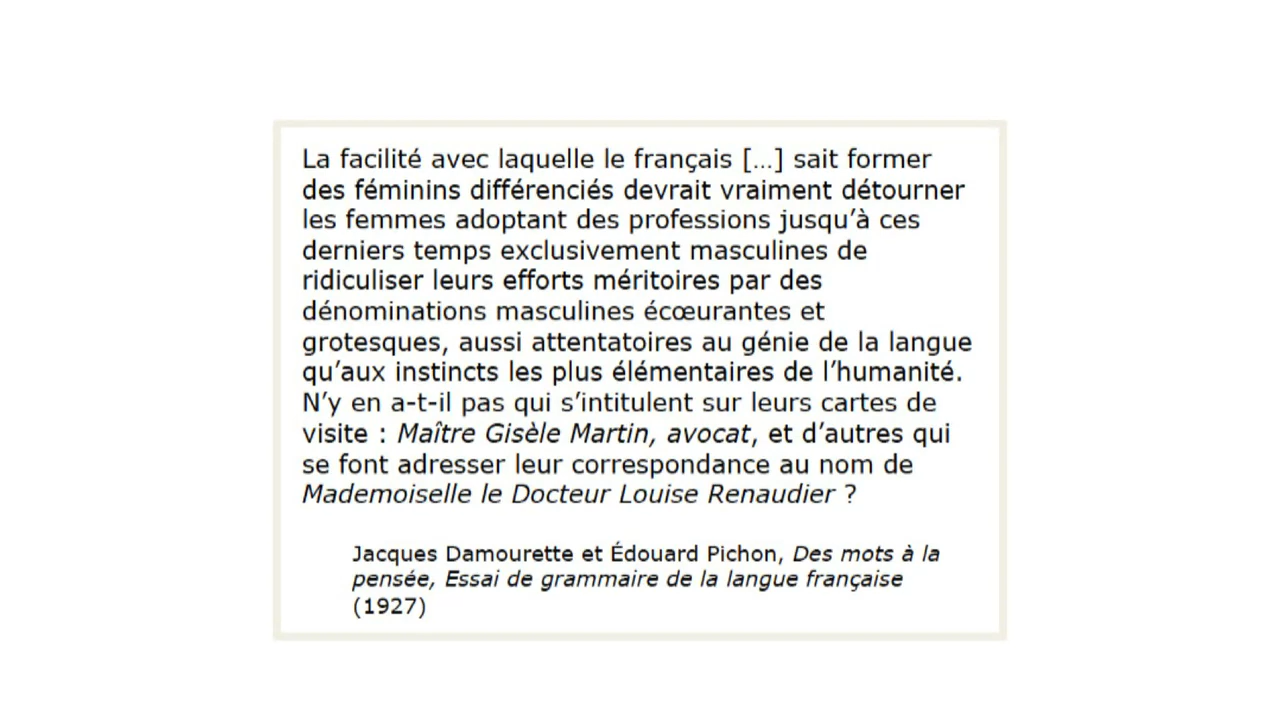 La facilité avec laquelle le français [...] sait former
des féminins différenciés devrait vraiment détourner
les femmes adoptant des professions jusqu’à ces
derniers temps exclusivement masculines de
ridiculiser leurs efforts méritoires par des
dénominations masculines écœurantes et
grotesques, aussi attentatoires au génie de la langue
qu’aux instincts les plus élémentaires de l’humanité.
N’y en a-t-il pas qui s’intitulent sur leurs cartes de
visite : Maître Gisèle Martin, avocat, et d’autres qui
se font adresser leur correspondance au nom de
Mademoiselle le Docteur Louise Renaudier ?
Jacques Damourette et Édouard Pichon, Des mots à la
pensée, Essai de grammaire de la langue française
(1927)